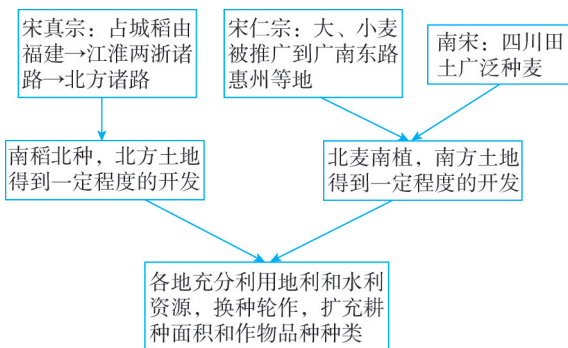 宋真宗：占城稻由
福建→江淮两浙诸
路→北方诸路
宋仁宗：大、小麦
被推广到广南东路
惠州等地
南宋：四川田
土广泛种麦
南稻北种，北方土地
得到一定程度的开发
北麦南植，南方土地
得到一定程度的开发
各地充分利用地利和水利
资源，换种轮作，扩充耕
种面积和作物品种种类